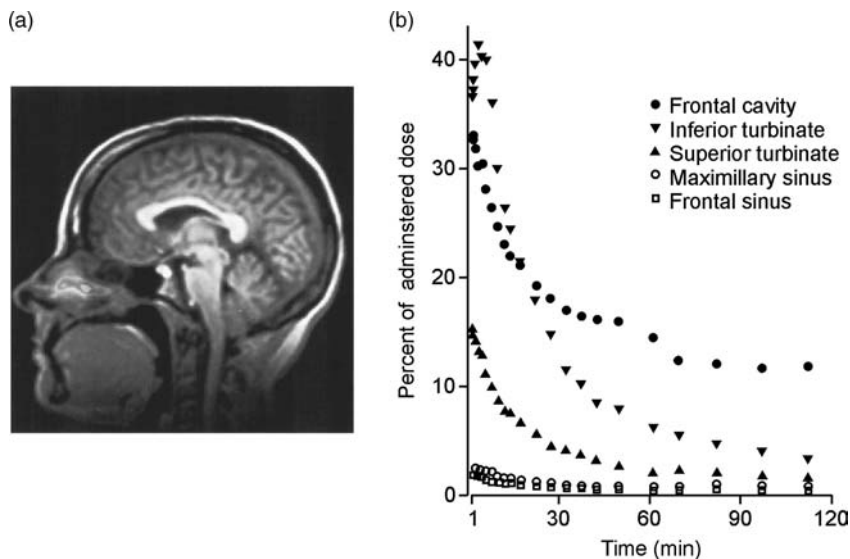 (a)
(b)
40
30
20
10
0
Percent of adminstered dose
Frontal cavity
Inferior turbinate
Superior turbinate
Maximillary sinus
Frontal sinus
1 30 60 90 120
Time (min)